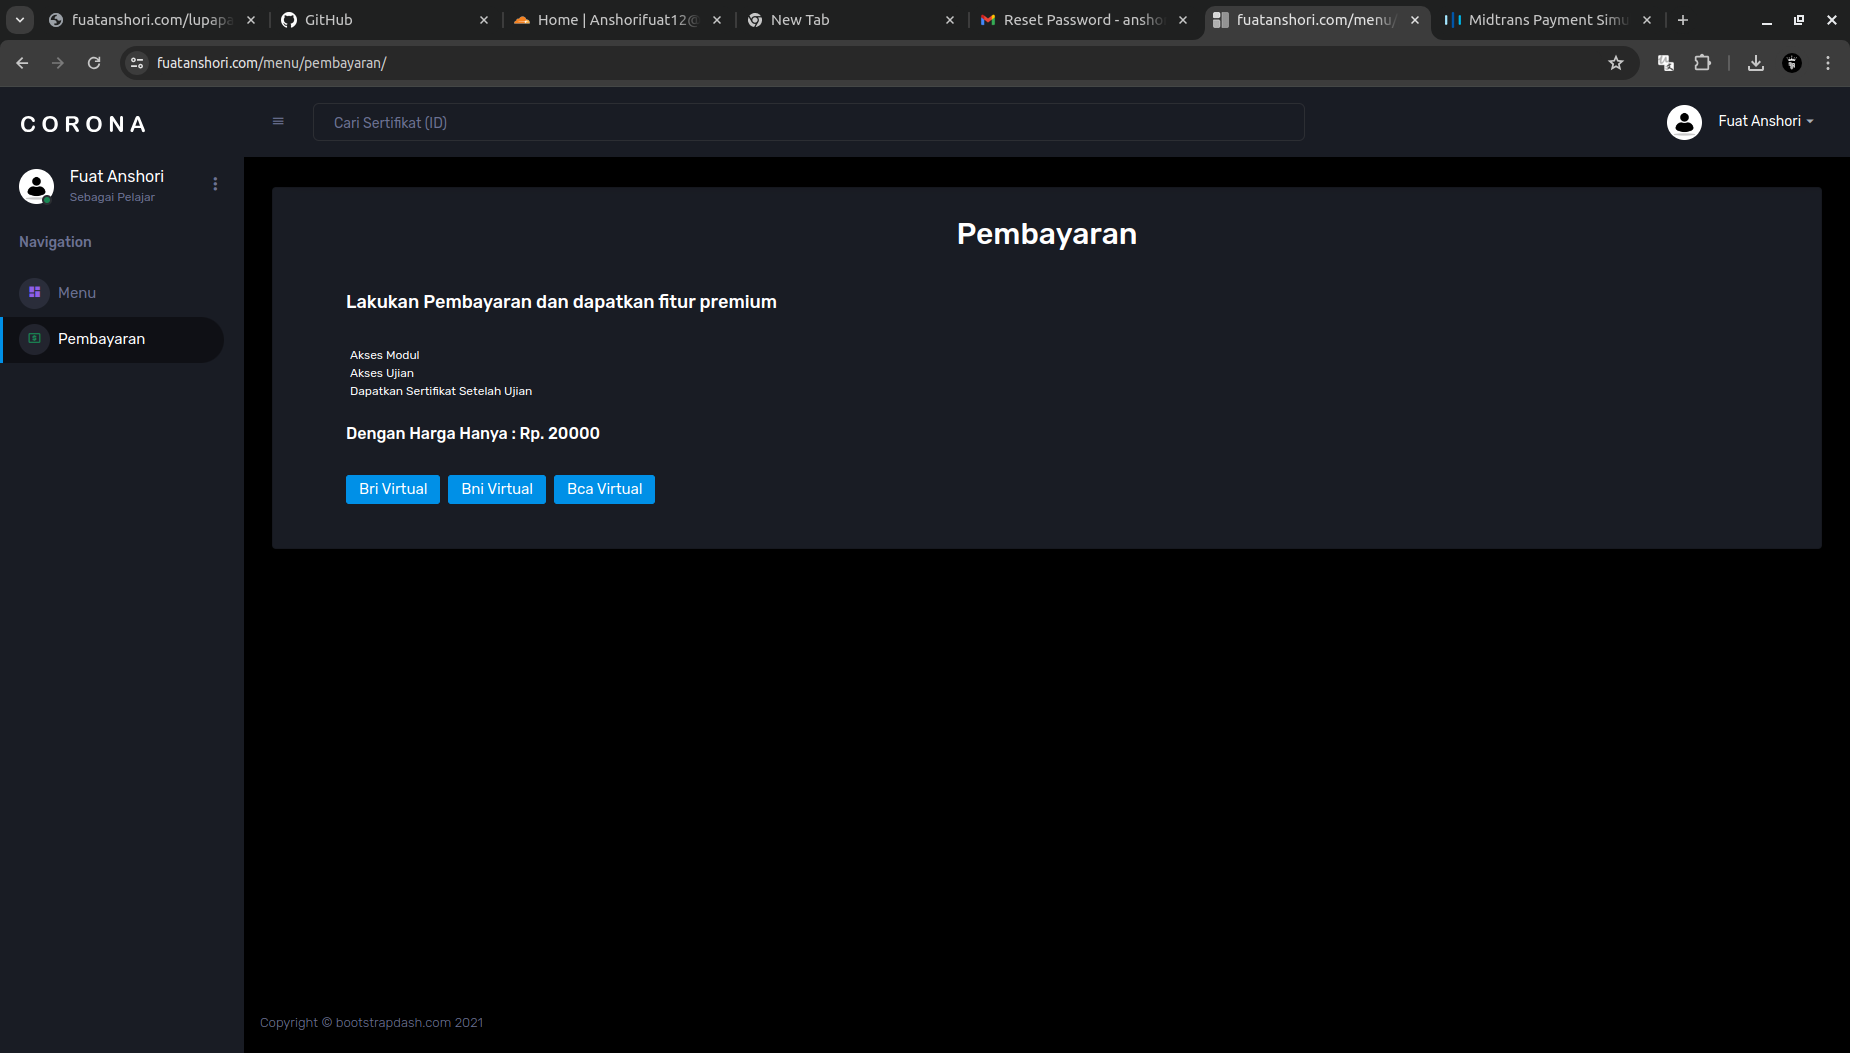 fuatanshori.com/lupapa
GitHub
Home | Anshorifuat12@
New Tab
Reset Password - ansho
fuatanshori.com/menu/
Midtrans Payment Simu
fuatanshori.com/menu/pembayaran/
CORONA
Cari Sertifikat (ID)
Fuat Anshori
Fuat Anshori
Sebagai Pelajar
Navigation
Menu
Pembayaran
Pembayaran
Lakukan Pembayaran dan dapatkan fitur premium
Akses Modul
Akses Ujian
Dapatkan Sertifikat Setelah Ujian
Dengan Harga Hanya : Rp. 20000
Bri Virtual
Bni Virtual
Bca Virtual
Copyright © bootstrapdash.com 2021